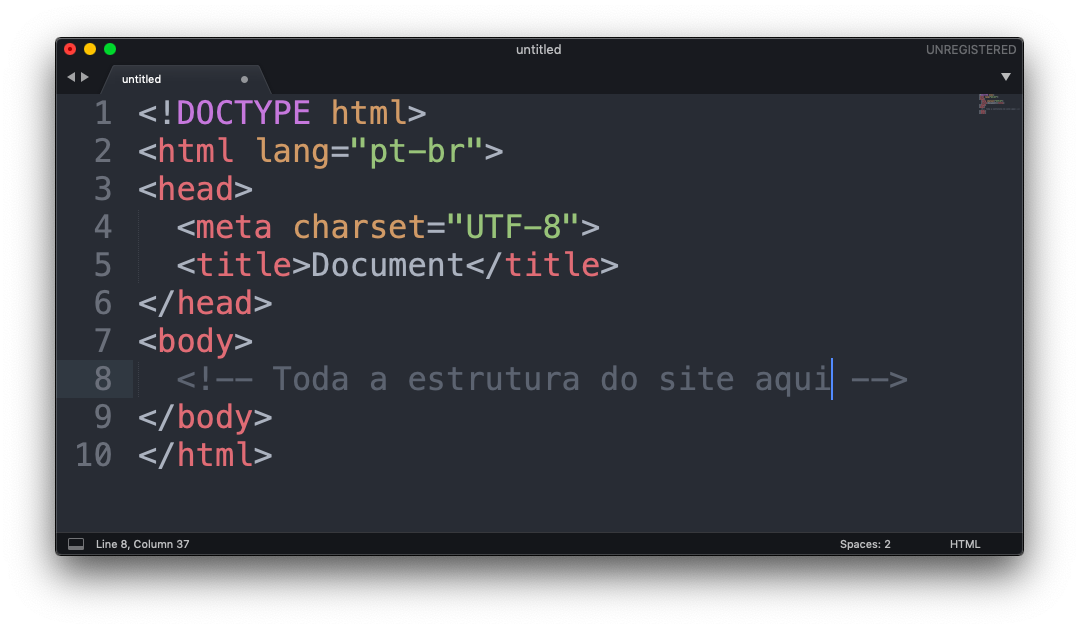 untitled
UNREGISTERED
untitled
1 <!DOCTYPE html>
2 <html lang="pt-br">
3 <head>
4   <meta charset="UTF-8">
5   <title>Document</title>
6 </head>
7 <body>
8   <!-- Toda a estrutura do site aqui -->
9 </body>
10 </html>
Line 8, Column 37
Spaces: 2
HTML